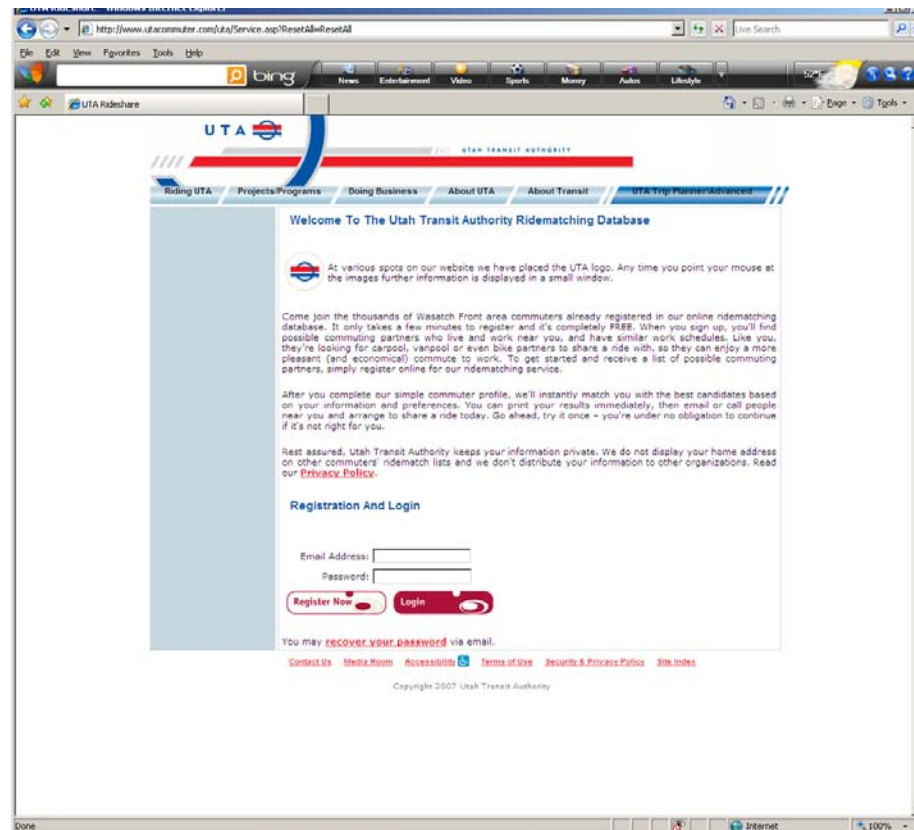 UTA Rideshare - Windows Internet Explorer
http://www.utacommuter.com/uta/Service.asp?ResetAll=ResetAll
Live Search
File Edit View Favorites Tools Help
bing News Entertainment Video Sports Money Autos Lifestyle 52°F
UTA Rideshare
Page Tools
UTA
UTAH TRANSIT AUTHORITY
Riding UTA Projects/Programs Doing Business About UTA About Transit UTA Trip Planner/Advanced
Welcome To The Utah Transit Authority Ridematching Database
At various spots on our website we have placed the UTA logo. Any time you point your mouse at
the images further information is displayed in a small window.
Come join the thousands of Wasatch Front area commuters already registered in our online ridematching
database. It only takes a few minutes to register and it's completely FREE. When you sign up, you'll find
possible commuting partners who live and work near you, and have similar work schedules. Like you,
they're looking for carpool, vanpool or even bike partners to share a ride with, so they can enjoy a more
pleasant (and economical) commute to work. To get started and receive a list of possible commuting
partners, simply register online for our ridematching service.
After you complete our simple commuter profile, we'll instantly match you with the best candidates based
on your information and preferences. You can print your results immediately, then email or call people
near you and arrange to share a ride today. Go ahead, try it once – you're under no obligation to continue
if it's not right for you.
Rest assured, Utah Transit Authority keeps your information private. We do not display your home address
on other commuters' ridematch lists and we don't distribute your information to other organizations. Read
our Privacy Policy.
Registration And Login
Email Address:
Password:
Register Now Login
You may recover your password via email.
Contact Us Media Room Accessibility Terms of Use Security & Privacy Policy Site Index
Copyright 2007 Utah Transit Authority
Done Internet 100%